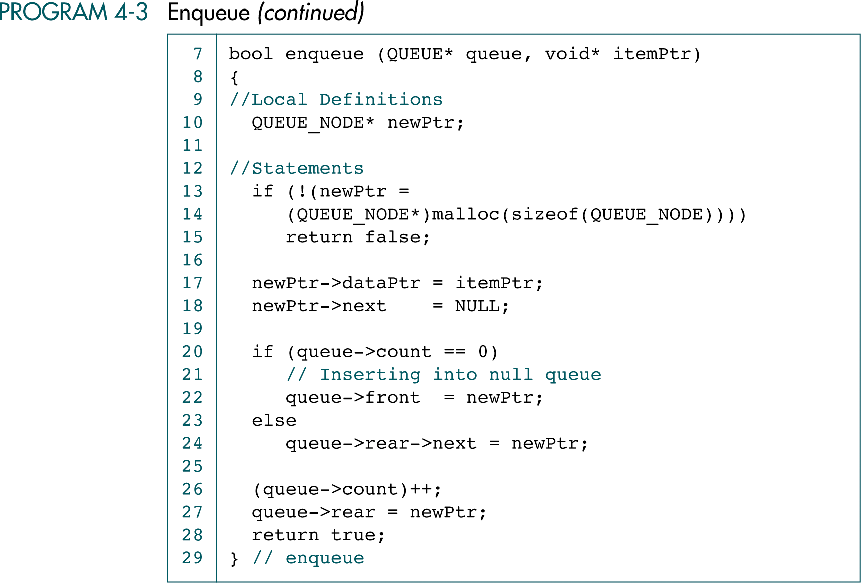 PROGRAM 4-3 Enqueue (continued)
7 bool enqueue (QUEUE* queue, void* itemPtr)
8 {
9 //Local Definitions
10   QUEUE_NODE* newPtr;
11
12 //Statements
13   if (!(newPtr =
14      (QUEUE_NODE*)malloc(sizeof(QUEUE_NODE))))
15      return false;
16
17   newPtr->dataPtr = itemPtr;
18   newPtr->next    = NULL;
19
20   if (queue->count == 0)
21      // Inserting into null queue
22      queue->front  = newPtr;
23   else
24      queue->rear->next = newPtr;
25
26   (queue->count)++;
27   queue->rear = newPtr;
28   return true;
29 } // enqueue